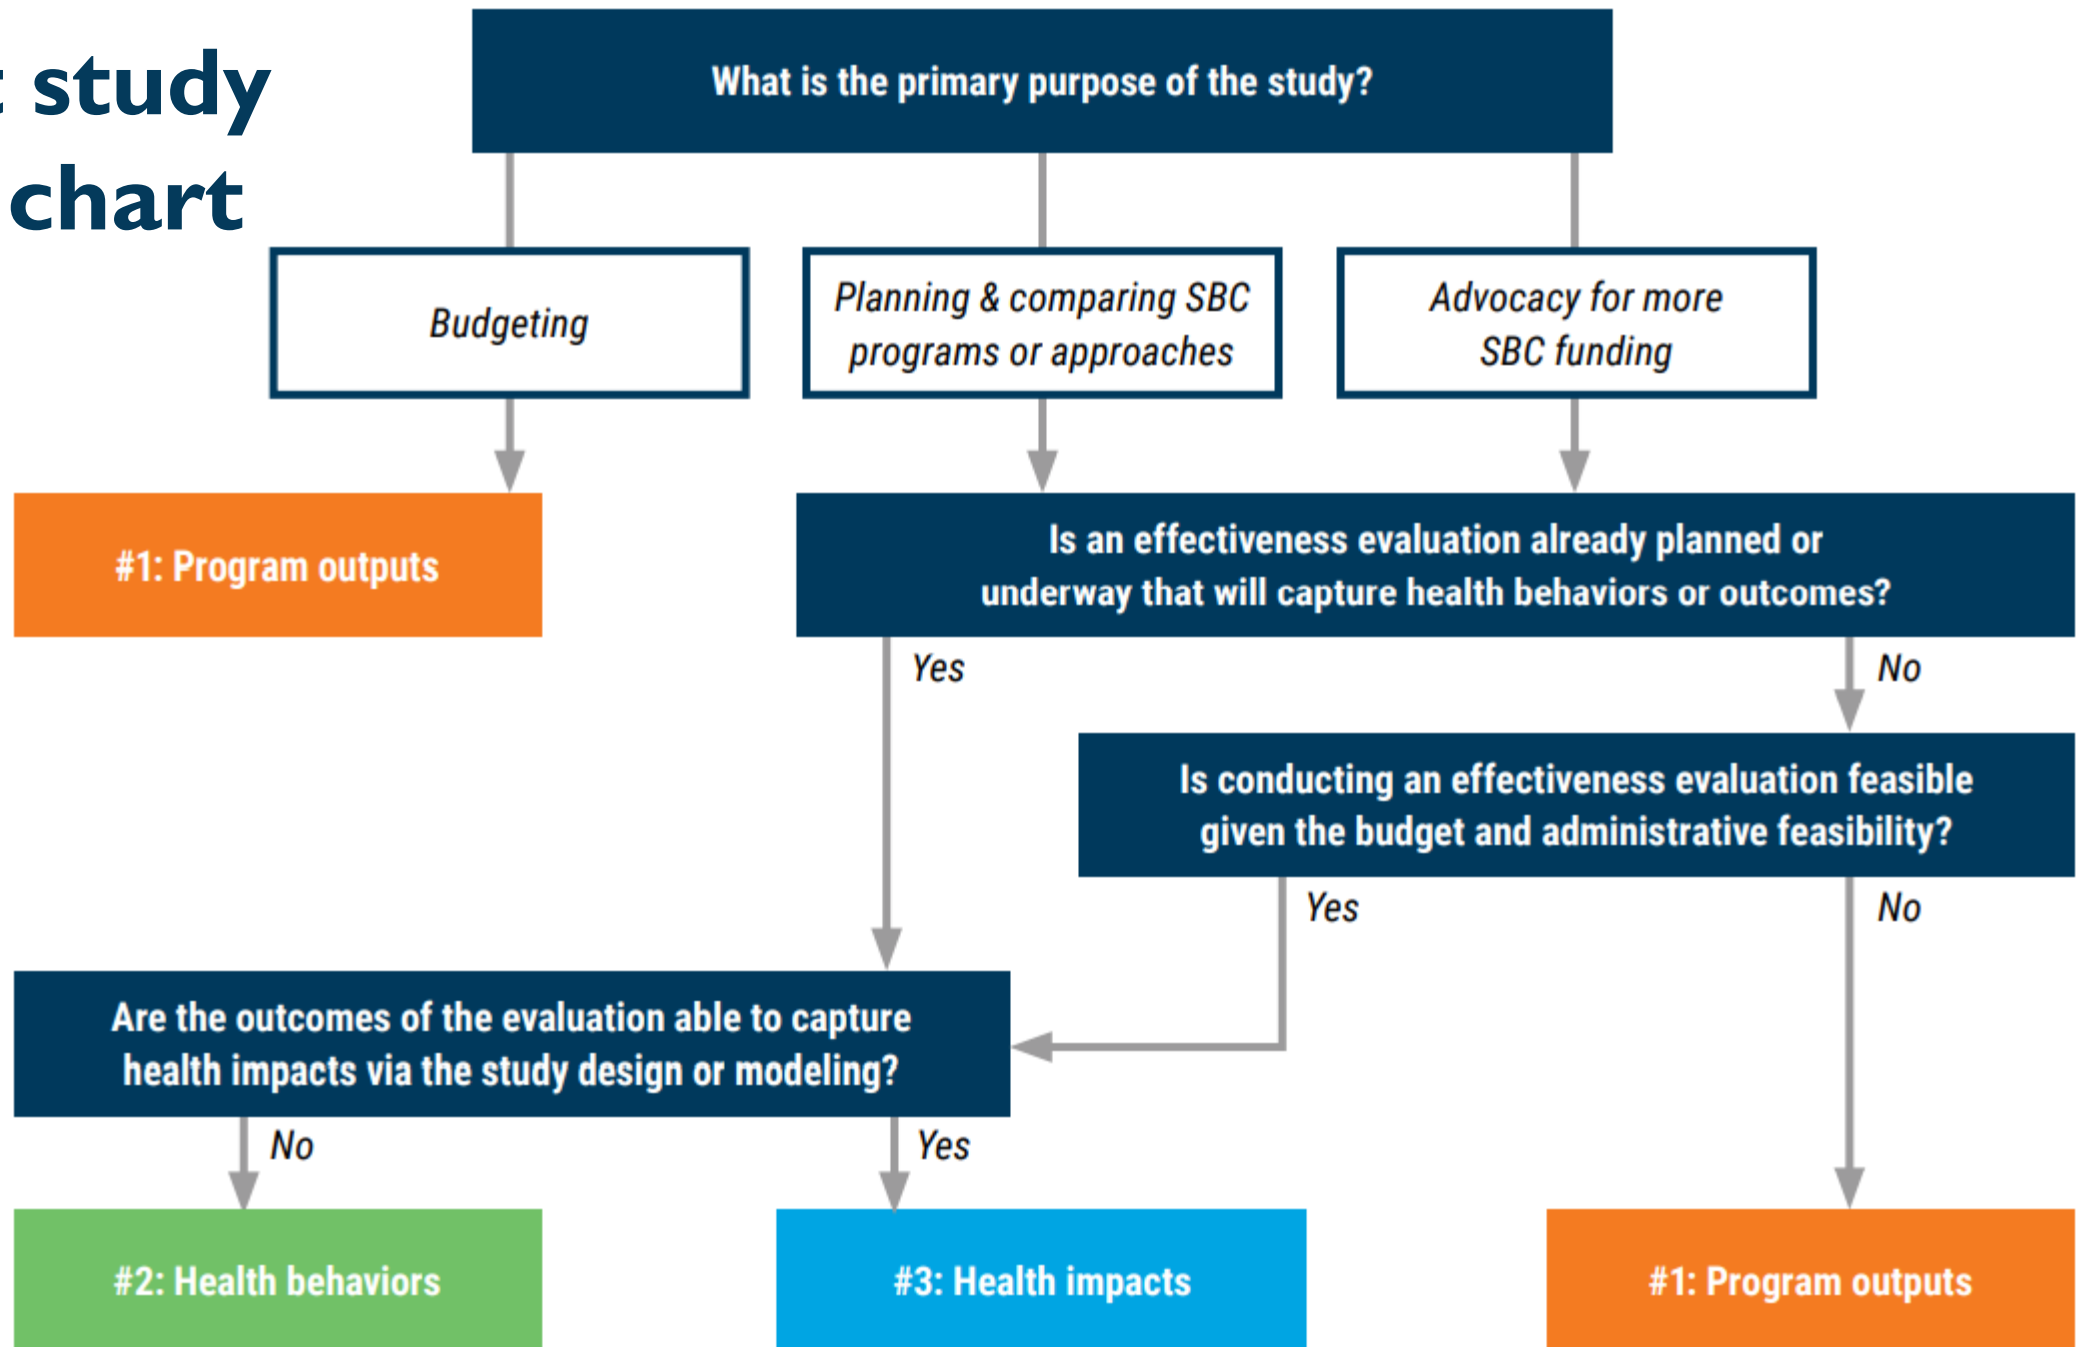 study
chart
What is the primary purpose of the study?
Budgeting
Planning & comparing SBC
programs or approaches
Advocacy for more
SBC funding
#1: Program outputs
Is an effectiveness evaluation already planned or
underway that will capture health behaviors or outcomes?
Yes
No
Is conducting an effectiveness evaluation feasible
given the budget and administrative feasibility?
Yes
No
Are the outcomes of the evaluation able to capture
health impacts via the study design or modeling?
No
Yes
#2: Health behaviors
#3: Health impacts
#1: Program outputs